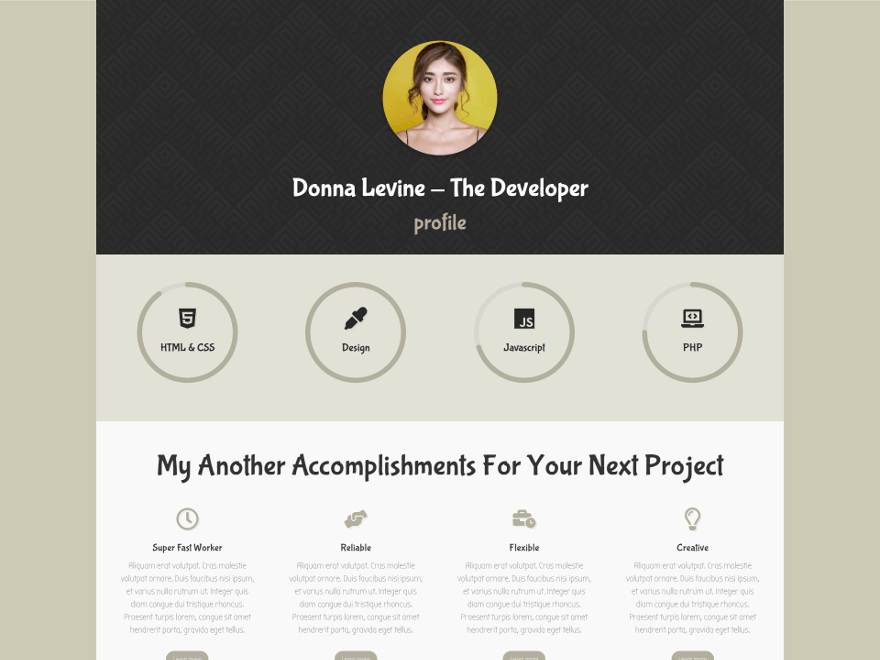 Donna Levine – The Developer
profile
HTML & CSS
Design
JS
Javascript
PHP
My Another Accomplishments For Your Next Project
Super Fast Worker
Aliquam erat volutpat. Cras molestie
volutpat ornare. Duis faucibus nisi ipsum,
et varius nulla rutrum ut. Integer quis
diam congue dui tristique rhoncus.
Praesent turpis lorem, congue sit amet
hendrerit porta, gravida eget tellus.
Reliable
Aliquam erat volutpat. Cras molestie
volutpat ornare. Duis faucibus nisi ipsum,
et varius nulla rutrum ut. Integer quis
diam congue dui tristique rhoncus.
Praesent turpis lorem, congue sit amet
hendrerit porta, gravida eget tellus.
Flexible
Aliquam erat volutpat. Cras molestie
volutpat ornare. Duis faucibus nisi ipsum,
et varius nulla rutrum ut. Integer quis
diam congue dui tristique rhoncus.
Praesent turpis lorem, congue sit amet
hendrerit porta, gravida eget tellus.
Creative
Aliquam erat volutpat. Cras molestie
volutpat ornare. Duis faucibus nisi ipsum,
et varius nulla rutrum ut. Integer quis
diam congue dui tristique rhoncus.
Praesent turpis lorem, congue sit amet
hendrerit porta, gravida eget tellus.